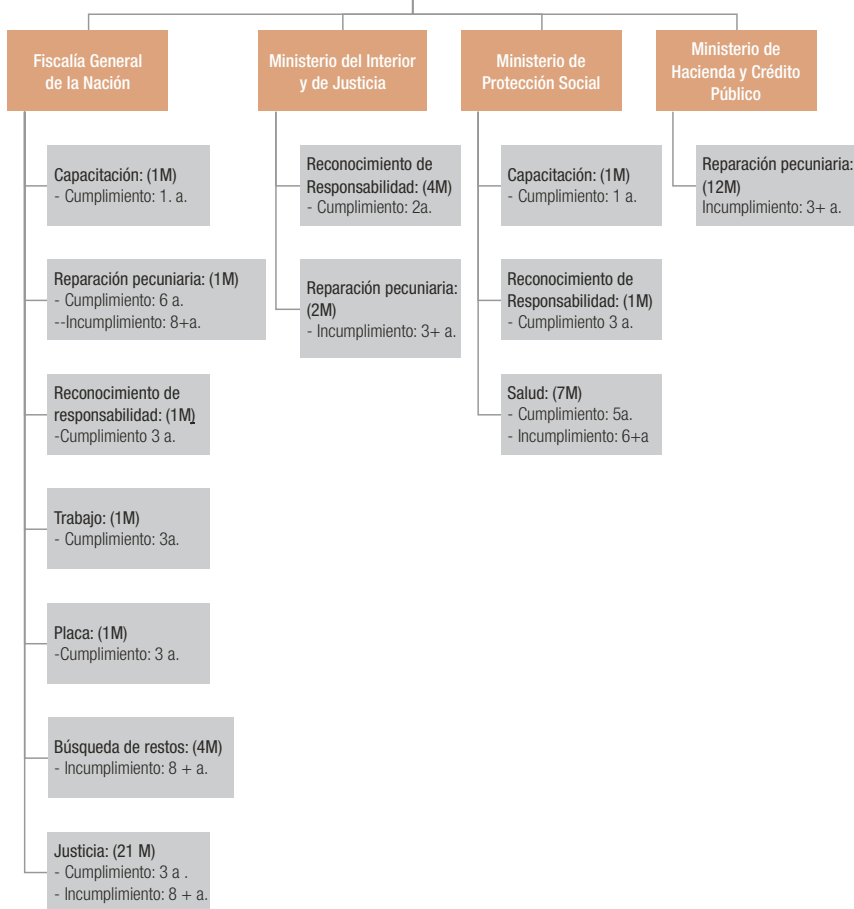 Fiscalía General
de la Nación
Capacitación: (1M)
- Cumplimiento: 1. a.
Reparación pecuniaria: (1M)
- Cumplimiento: 6 a.
--Incumplimiento: 8+a.
Reconocimiento de
responsabilidad: (1M)
-Cumplimiento 3 a.
Trabajo: (1M)
- Cumplimiento: 3a.
Placa: (1M)
-Cumplimiento: 3 a.
Búsqueda de restos: (4M)
- Incumplimiento: 8 + a.
Justicia: (21 M)
- Cumplimiento: 3 a .
- Incumplimiento: 8 + a.
Ministerio del Interior
y de Justicia
Reconocimiento de
Responsabilidad: (4M)
- Cumplimiento: 2a.
Reparación pecuniaria:
(2M)
- Incumplimiento: 3+ a.
Ministerio de
Protección Social
Capacitación: (1M)
- Cumplimiento: 1 a.
Reconocimiento de
Responsabilidad: (1M)
- Cumplimiento 3 a.
Salud: (7M)
- Cumplimiento: 5a.
- Incumplimiento: 6+a
Ministerio de
Hacienda y Crédito
Público
Reparación pecuniaria:
(12M)
Incumplimiento: 3+ a.